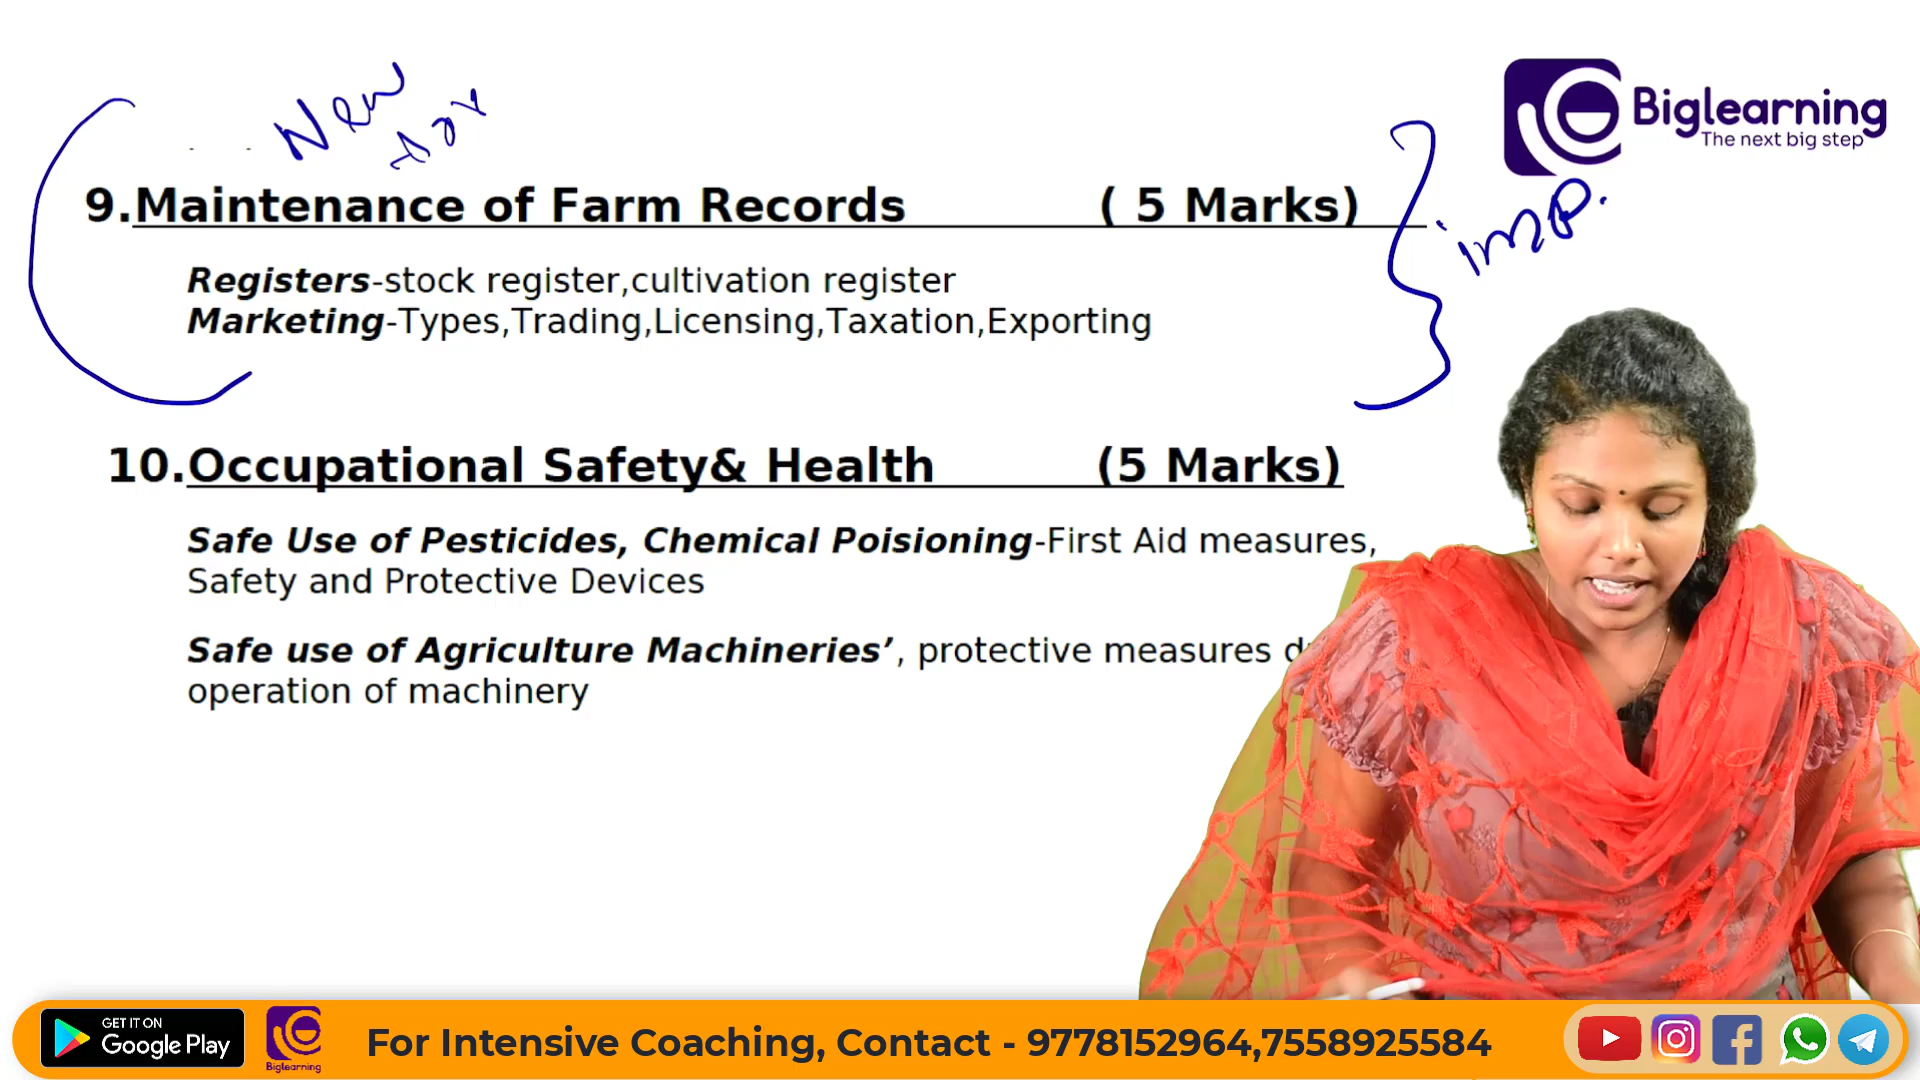 New
Biglearning
The next big step
9.Maintenance of Farm Records ( 5 Marks)
imp.
Registers-stock register,cultivation register
Marketing-Types,Trading,Licensing,Taxation,Exporting
10.Occupational Safety& Health (5 Marks)
Safe Use of Pesticides, Chemical Poisioning-First Aid measures,
Safety and Protective Devices
Safe use of Agriculture Machineries’, protective measures
operation of machinery
GET IT ON
Google Play
Biglearning
For Intensive Coaching, Contact - 9778152964,7558925584